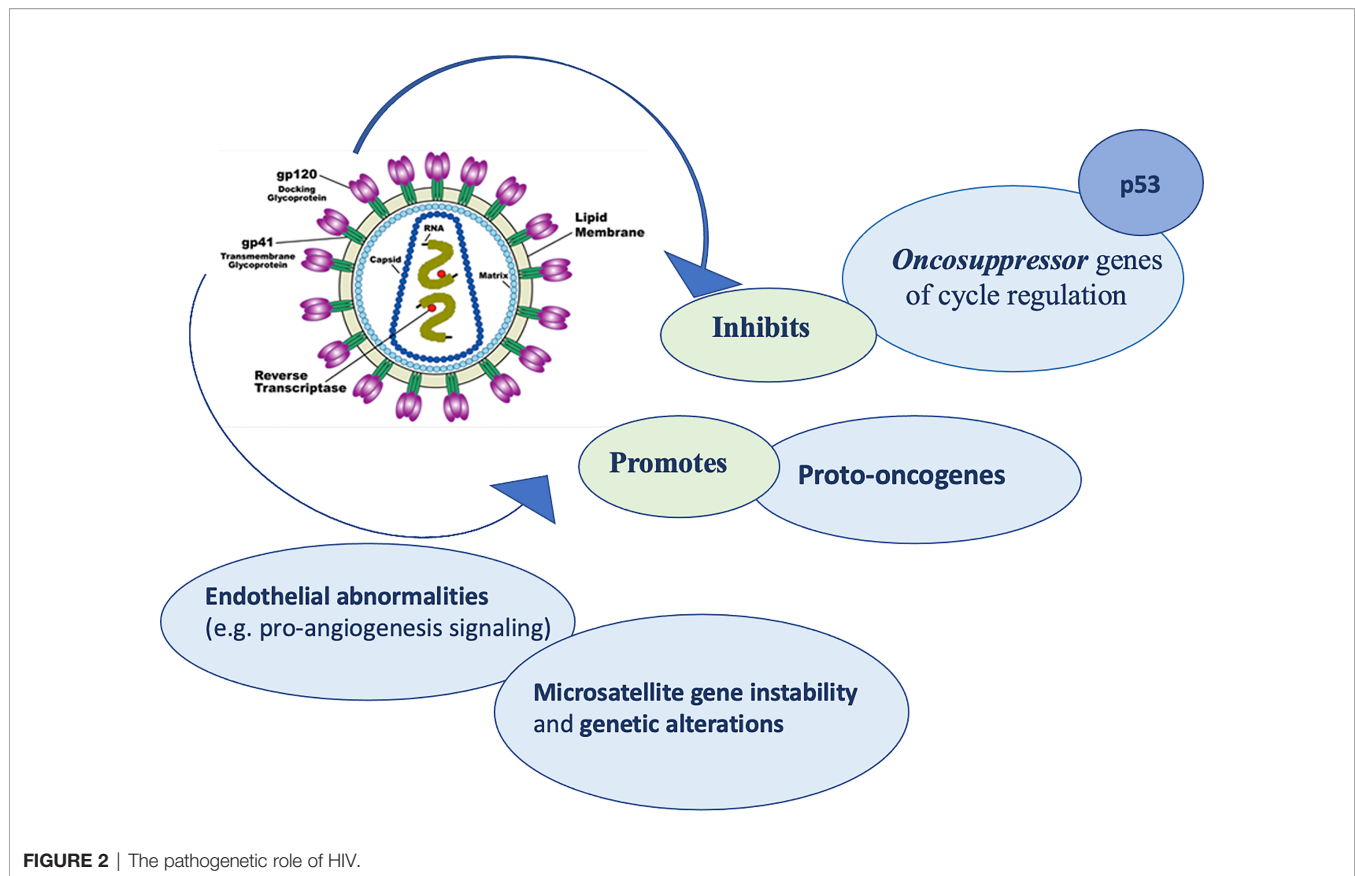 gp120
Docking
Glycoprotein
gp41
Transmembrane
Glycoprotein
RNA
Capsid
Matrix
Lipid
Membrane
Reverse
Transcriptase
p53
Oncosuppressor genes
of cycle regulation
Inhibits
Promotes
Proto-oncogenes
Endothelial abnormalities
(e.g. pro-angiogenesis signaling)
Microsatellite gene instability
and genetic alterations
FIGURE 2 | The pathogenetic role of HIV.